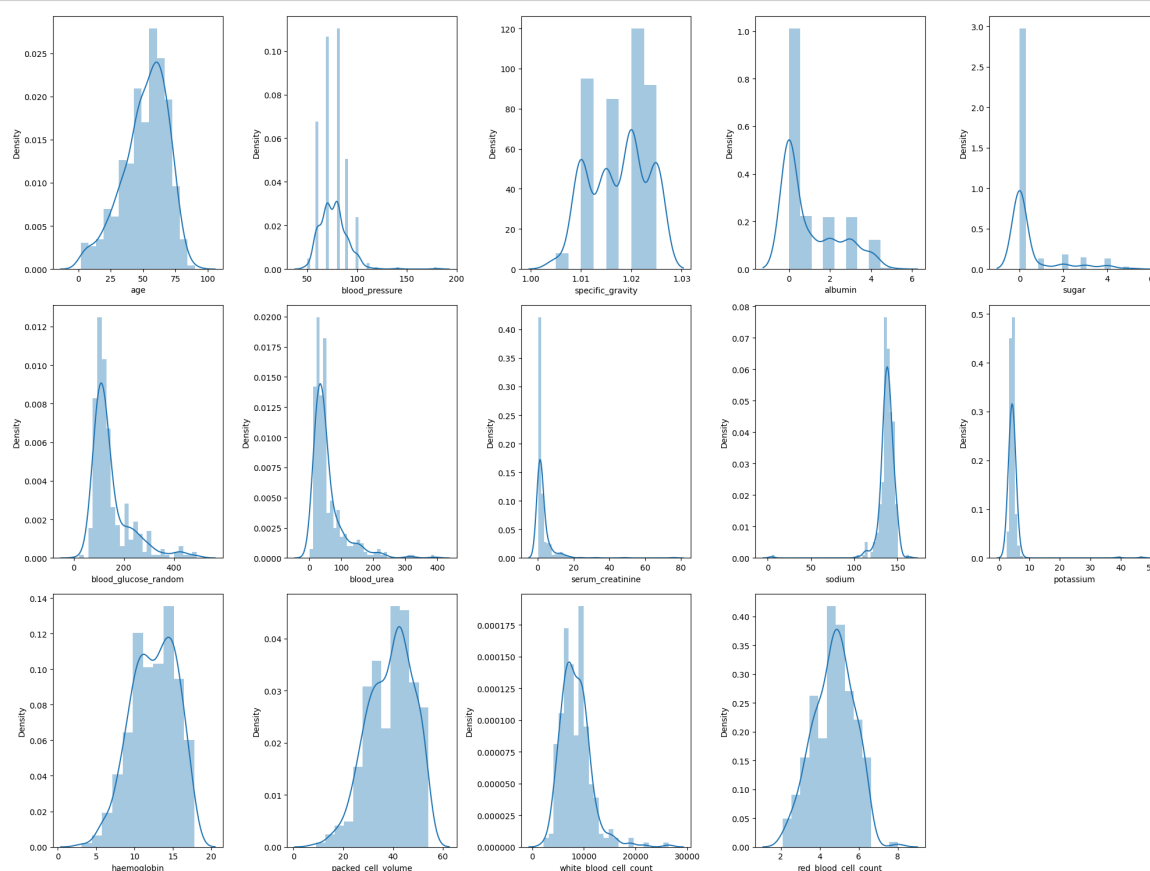 0.025
0.020
0.015
0.010
0.005
0.000
Density
0 25 50 75 100
age
0.10
0.08
0.06
0.04
0.02
0.00
Density
50 100 150 200
blood_pressure
120
100
80
60
40
20
0
Density
1.00 1.01 1.02 1.03
specific_gravity
1.0
0.8
0.6
0.4
0.2
0.0
Density
0 2 4 6
albumin
3.0
2.5
2.0
1.5
1.0
0.5
0.0
Density
0 2 4
sugar
0.012
0.010
0.008
0.006
0.004
0.002
0.000
Density
0 200 400
blood_glucose_random
0.0200
0.0175
0.0150
0.0125
0.0100
0.0075
0.0050
0.0025
0.0000
Density
0 100 200 300 400
blood_urea
0.40
0.35
0.30
0.25
0.20
0.15
0.10
0.05
0.00
Density
0 20 40 60 80
serum_creatinine
0.08
0.07
0.06
0.05
0.04
0.03
0.02
0.01
0.00
Density
0 50 100 150
sodium
0.5
0.4
0.3
0.2
0.1
0.0
Density
0 10 20 30 40
potassium
0.14
0.12
0.10
0.08
0.06
0.04
0.02
0.00
Density
0 5 10 15 20
haemoglobin
0.04
0.03
0.02
0.01
0.00
Density
0 20 40 60
packed_cell_volume
0.000175
0.000150
0.000125
0.000100
0.000075
0.000050
0.000025
0.000000
Density
0 10000 20000 30000
white_blood_cell_count
0.40
0.35
0.30
0.25
0.20
0.15
0.10
0.05
0.00
Density
2 4 6 8
red_blood_cell_count